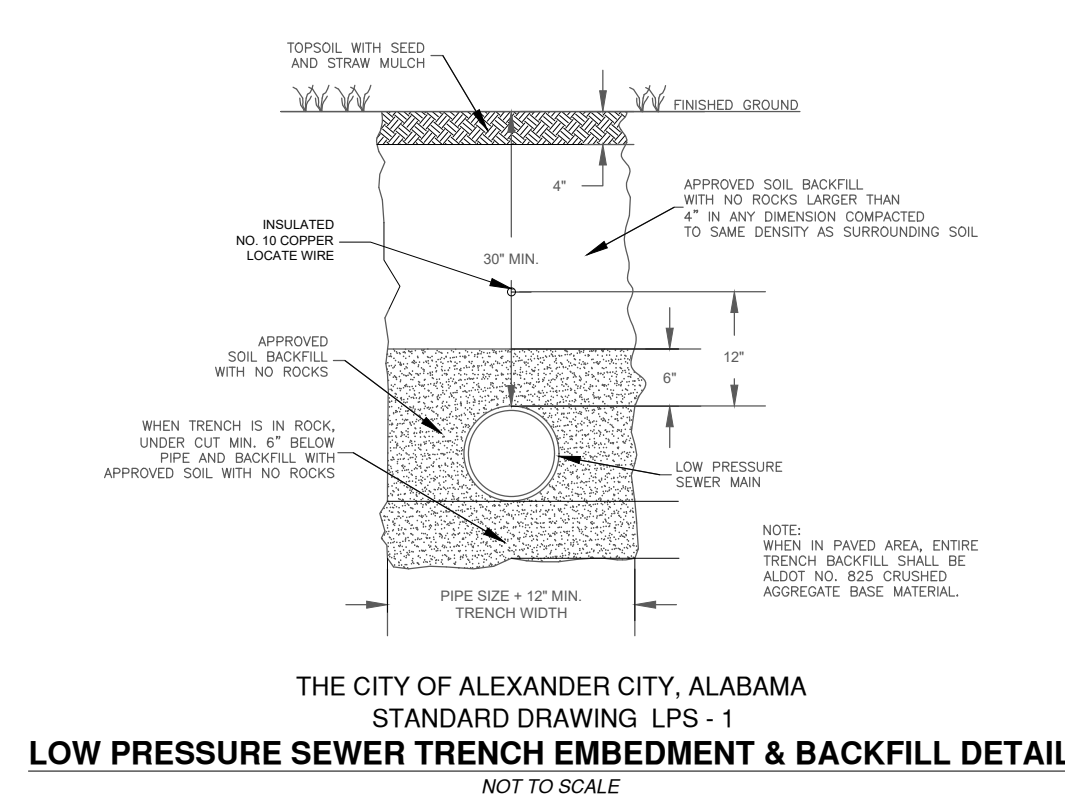 TOPSOIL WITH SEED
AND STRAW MULCH
FINISHED GROUND
4"
APPROVED SOIL BACKFILL
WITH NO ROCKS LARGER THAN
4" IN ANY DIMENSION COMPACTED
TO SAME DENSITY AS SURROUNDING SOIL
INSULATED
NO. 10 COPPER
LOCATE WIRE
30" MIN.
APPROVED
SOIL BACKFILL
WITH NO ROCKS
12"
6"
WHEN TRENCH IS IN ROCK,
UNDER CUT MIN. 6" BELOW
PIPE AND BACKFILL WITH
APPROVED SOIL WITH NO ROCKS
LOW PRESSURE
SEWER MAIN
NOTE:
WHEN IN PAVED AREA, ENTIRE
TRENCH BACKFILL SHALL BE
ALDOT NO. 825 CRUSHED
AGGREGATE BASE MATERIAL.
PIPE SIZE + 12" MIN.
TRENCH WIDTH
THE CITY OF ALEXANDER CITY, ALABAMA
STANDARD DRAWING LPS - 1
LOW PRESSURE SEWER TRENCH EMBEDMENT & BACKFILL DETAIL
NOT TO SCALE